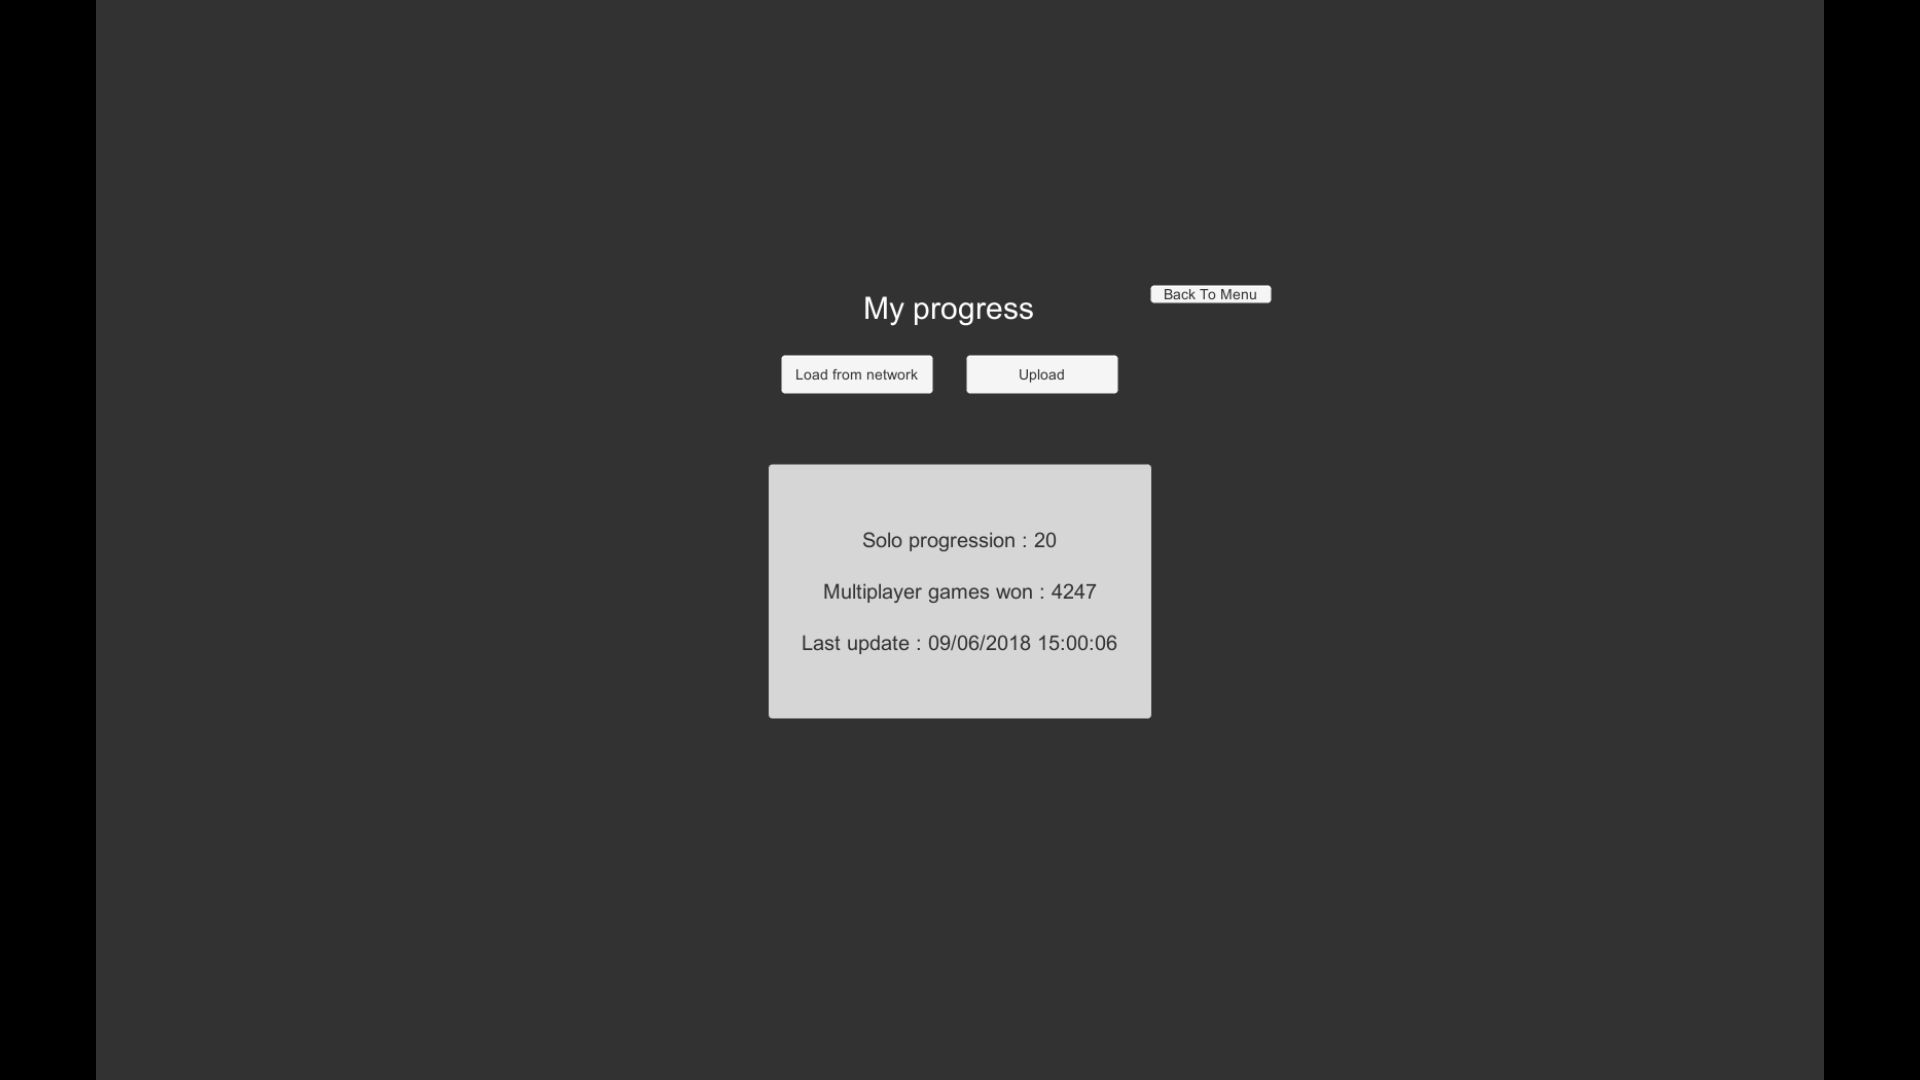 My progress
Back To Menu
Load from network
Upload
Solo progression : 20
Multiplayer games won : 4247
Last update : 09/06/2018 15:00:06